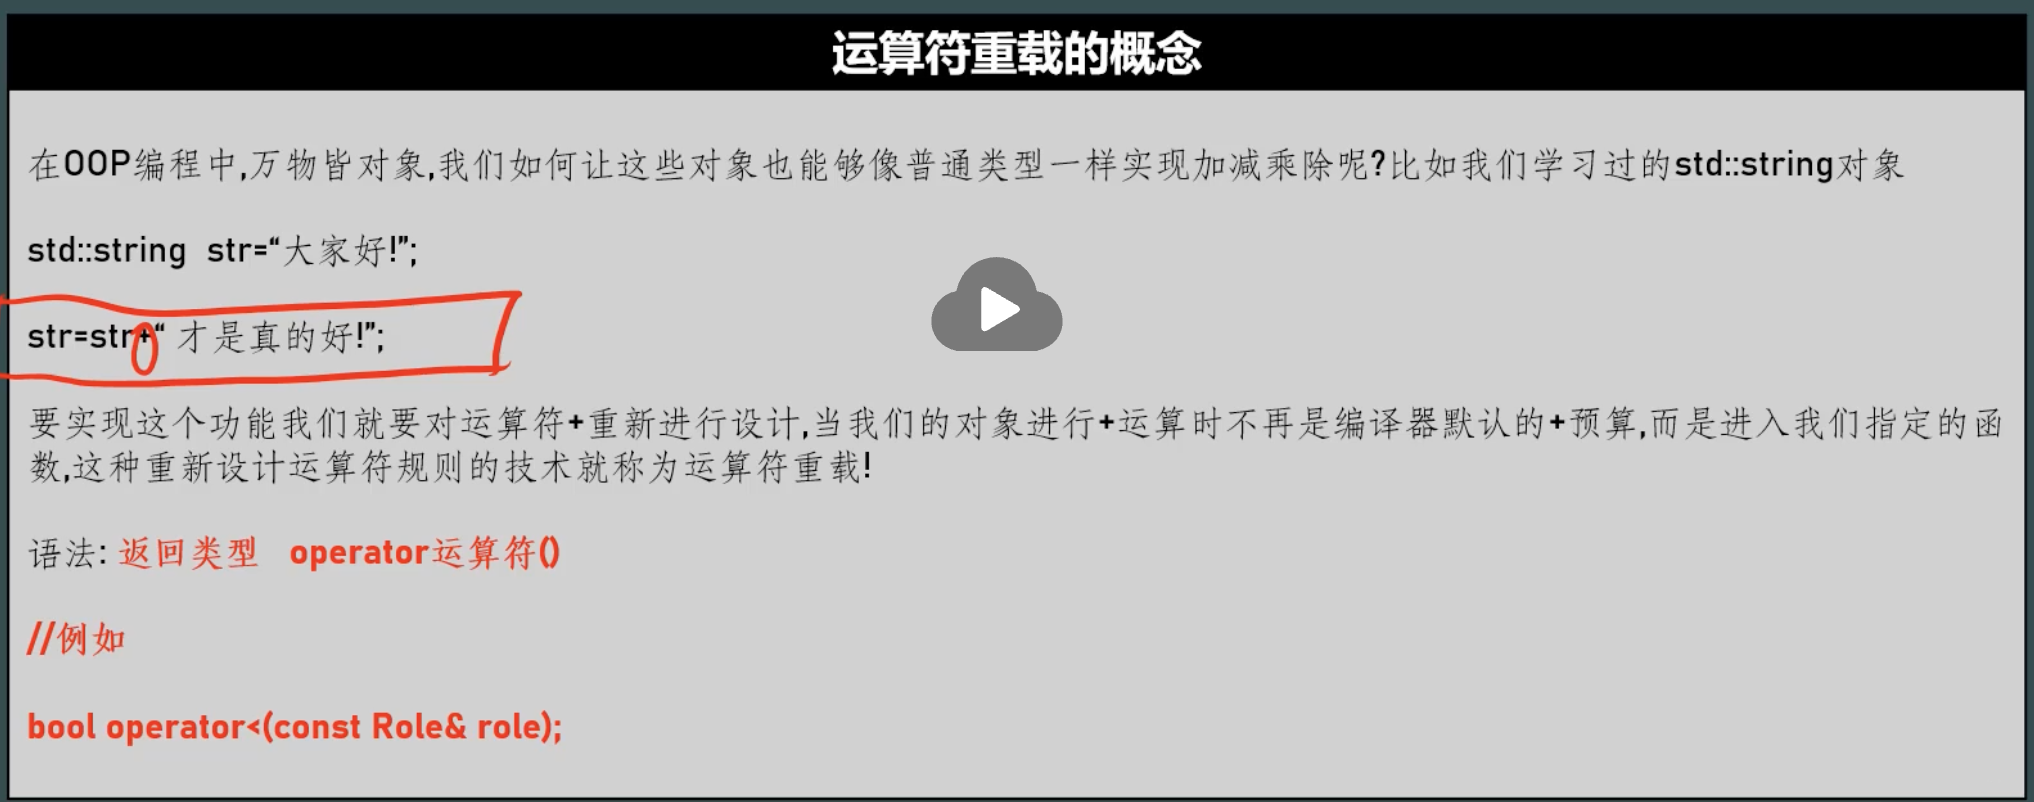 运算符重载的概念
在OOP编程中,万物皆对象,我们如何让这些对象也能够像普通类型一样实现加减乘除呢?比如我们学习过的std::string对象
std::string  str=“大家好!”;
str=str+“ 才是真的好!”;
要实现这个功能我们就要对运算符+重新进行设计,当我们的对象进行+运算时不再是编译器默认的+预算,而是进入我们指定的函
数,这种重新设计运算符规则的技术就称为运算符重载!
语法: 返回类型   operator运算符()
//例如
bool operator<(const Role& role);